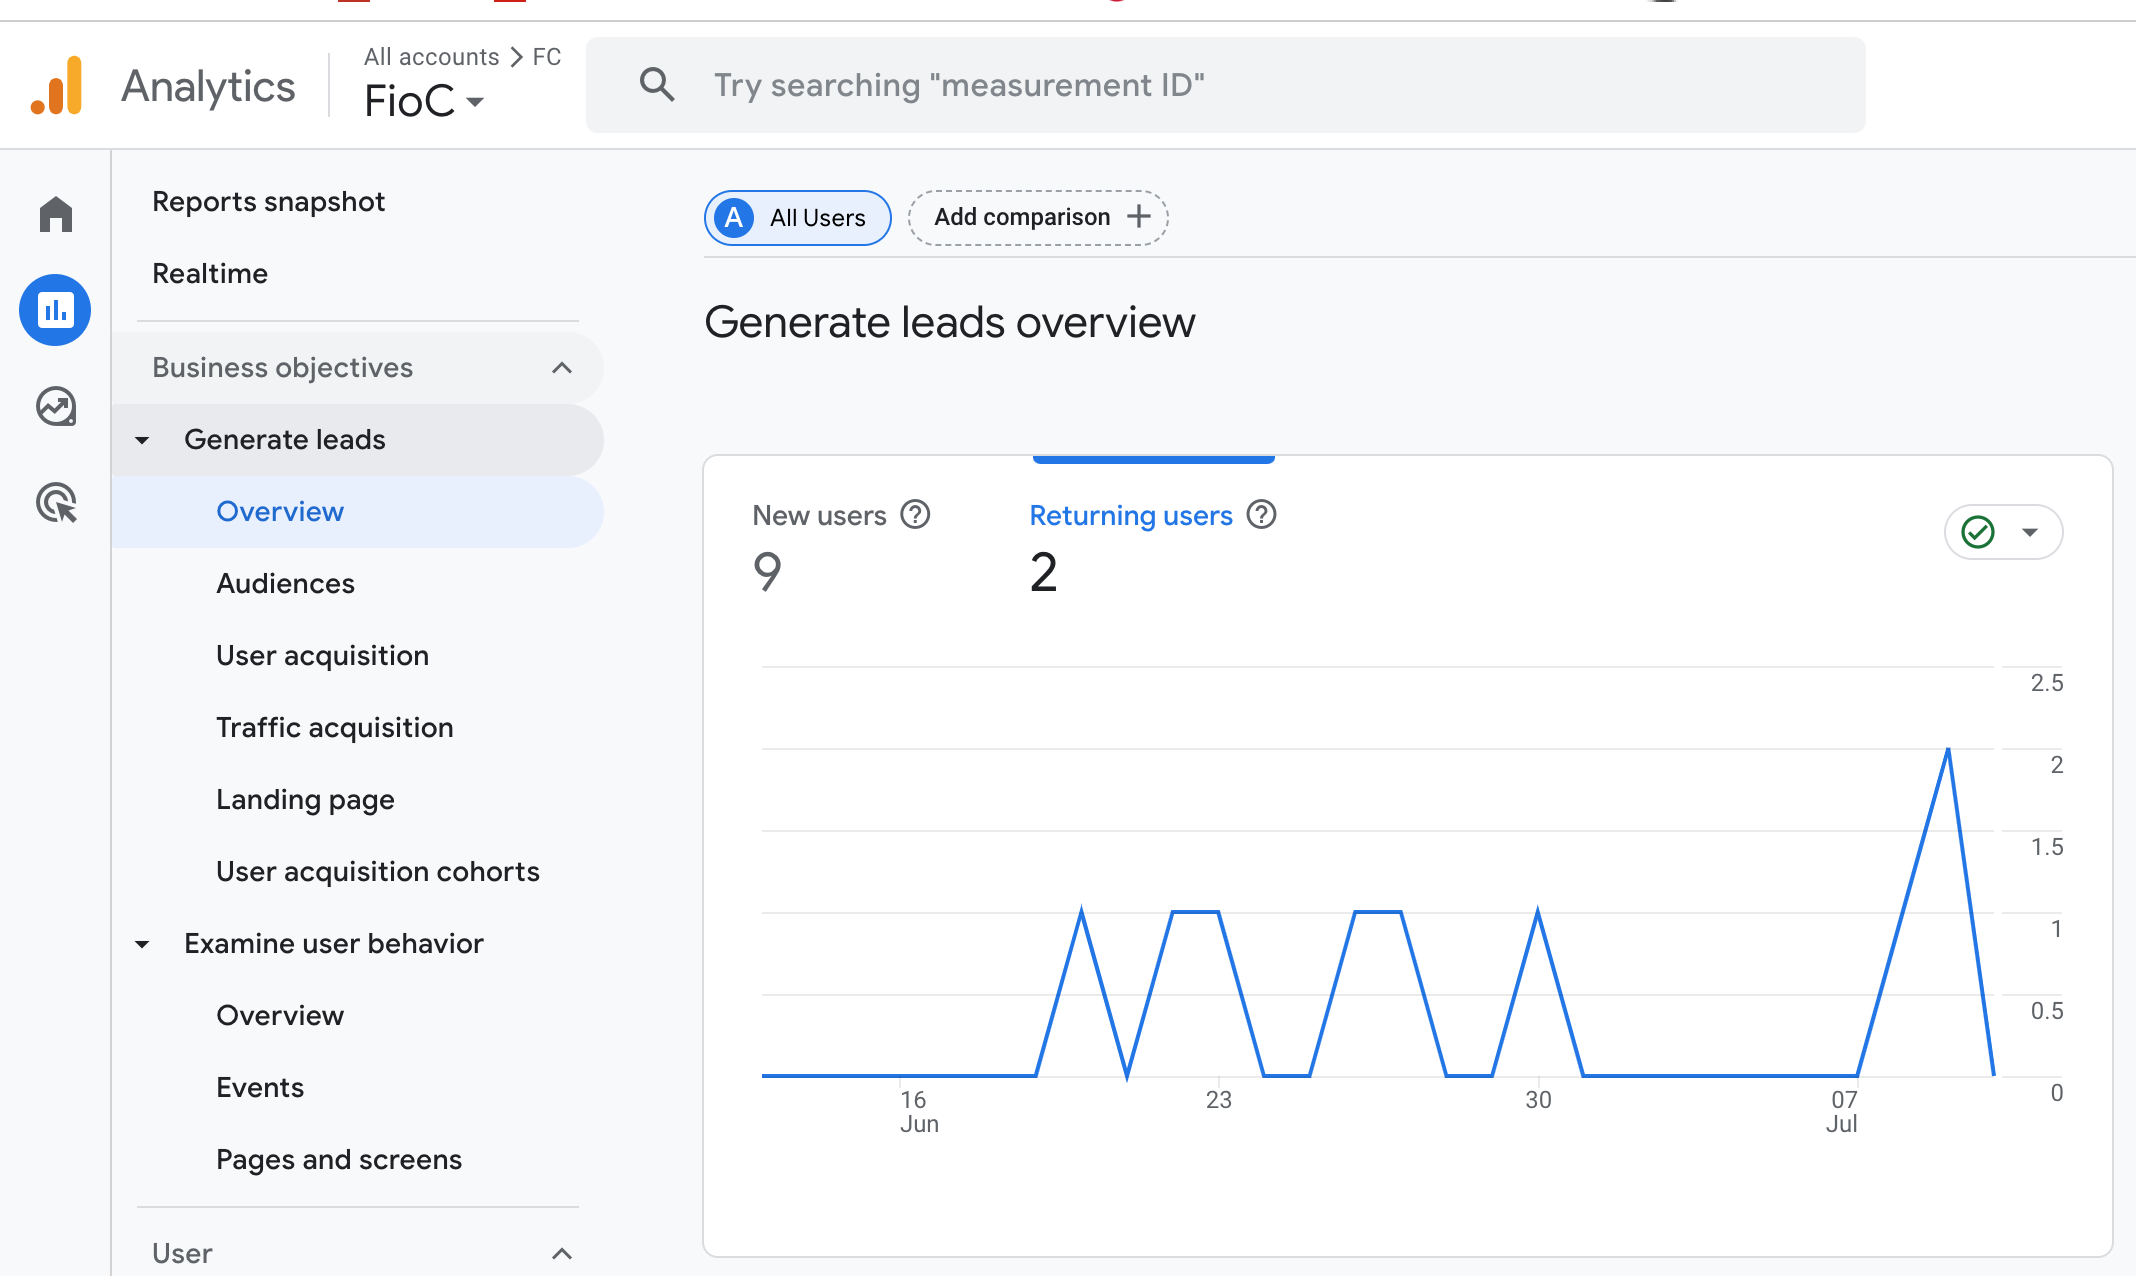 Analytics
All accounts > FC
FioC
Try searching "measurement ID"
Reports snapshot
Realtime
Business objectives
Generate leads
Overview
Audiences
User acquisition
Traffic acquisition
Landing page
User acquisition cohorts
Examine user behavior
Overview
Events
Pages and screens
User
A All Users
Add comparison +
Generate leads overview
New users ?
9
Returning users ?
2
2.5
2
1.5
1
0.5
0
16 Jun
23
30
07 Jul